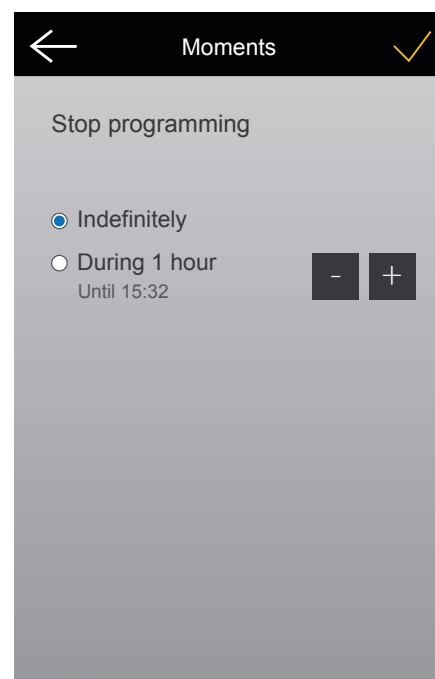 Moments
Stop programming
Indefinitely
During 1 hour
Until 15:32
- +